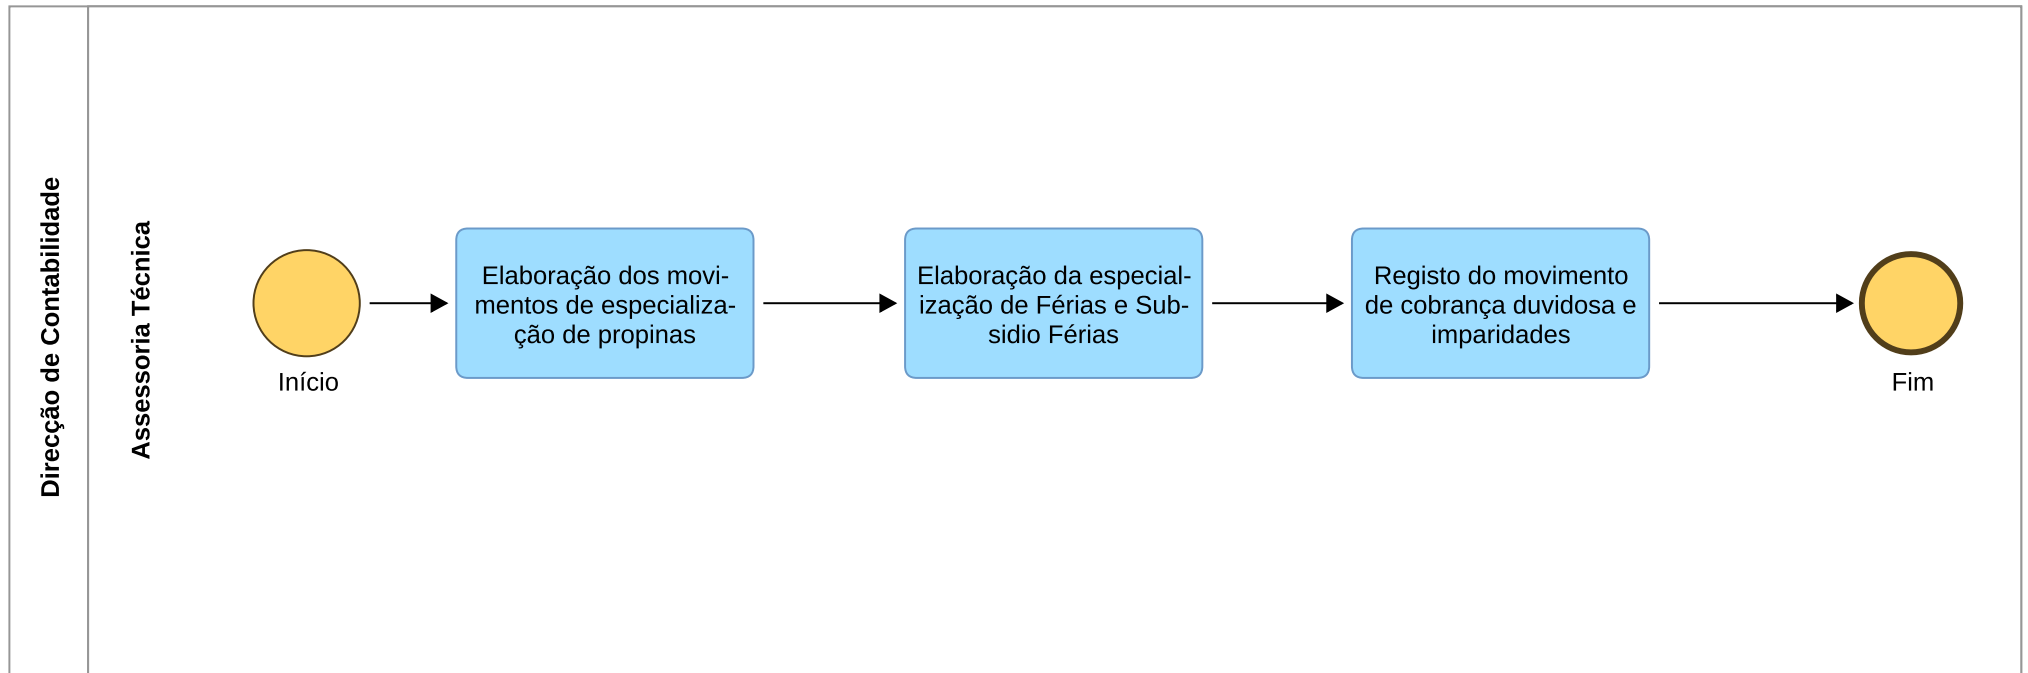 Direcção de Contabilidade
Assessoria Técnica
Início
Elaboração dos movi-
mentos de especializa-
ção de propinas
Elaboração da especial-
ização de Férias e Sub-
sidio Férias
Registo do movimento
de cobrança duvidosa e
imparidades
Fim